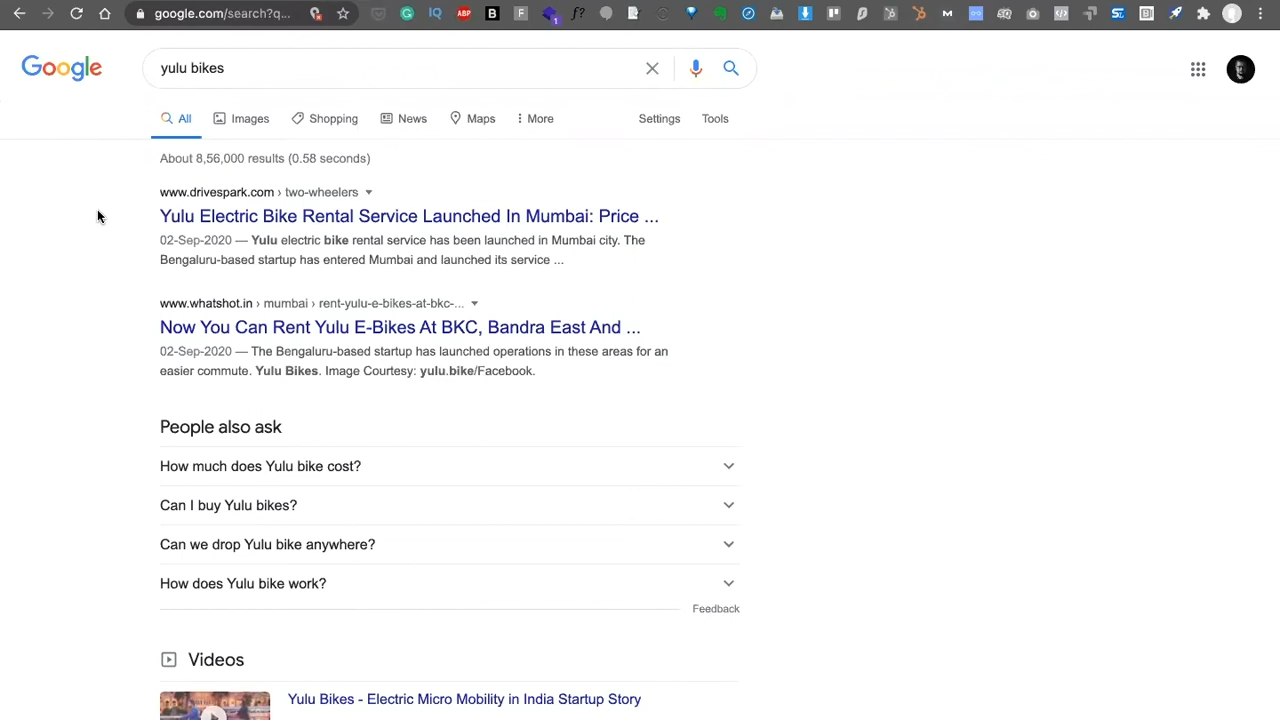 google.com/search?q...
Google
yulu bikes
All
Images
Shopping
News
Maps
More
Settings
Tools
About 8,56,000 results (0.58 seconds)
www.drivespark.com › two-wheelers
Yulu Electric Bike Rental Service Launched In Mumbai: Price ...
02-Sep-2020 — Yulu electric bike rental service has been launched in Mumbai city. The
Bengaluru-based startup has entered Mumbai and launched its service ...
www.whatshot.in › mumbai › rent-yulu-e-bikes-at-bkc-...
Now You Can Rent Yulu E-Bikes At BKC, Bandra East And ...
02-Sep-2020 — The Bengaluru-based startup has launched operations in these areas for an
easier commute. Yulu Bikes. Image Courtesy: yulu.bike/Facebook.
People also ask
How much does Yulu bike cost?
Can I buy Yulu bikes?
Can we drop Yulu bike anywhere?
How does Yulu bike work?
Feedback
Videos
Yulu Bikes - Electric Micro Mobility in India Startup Story